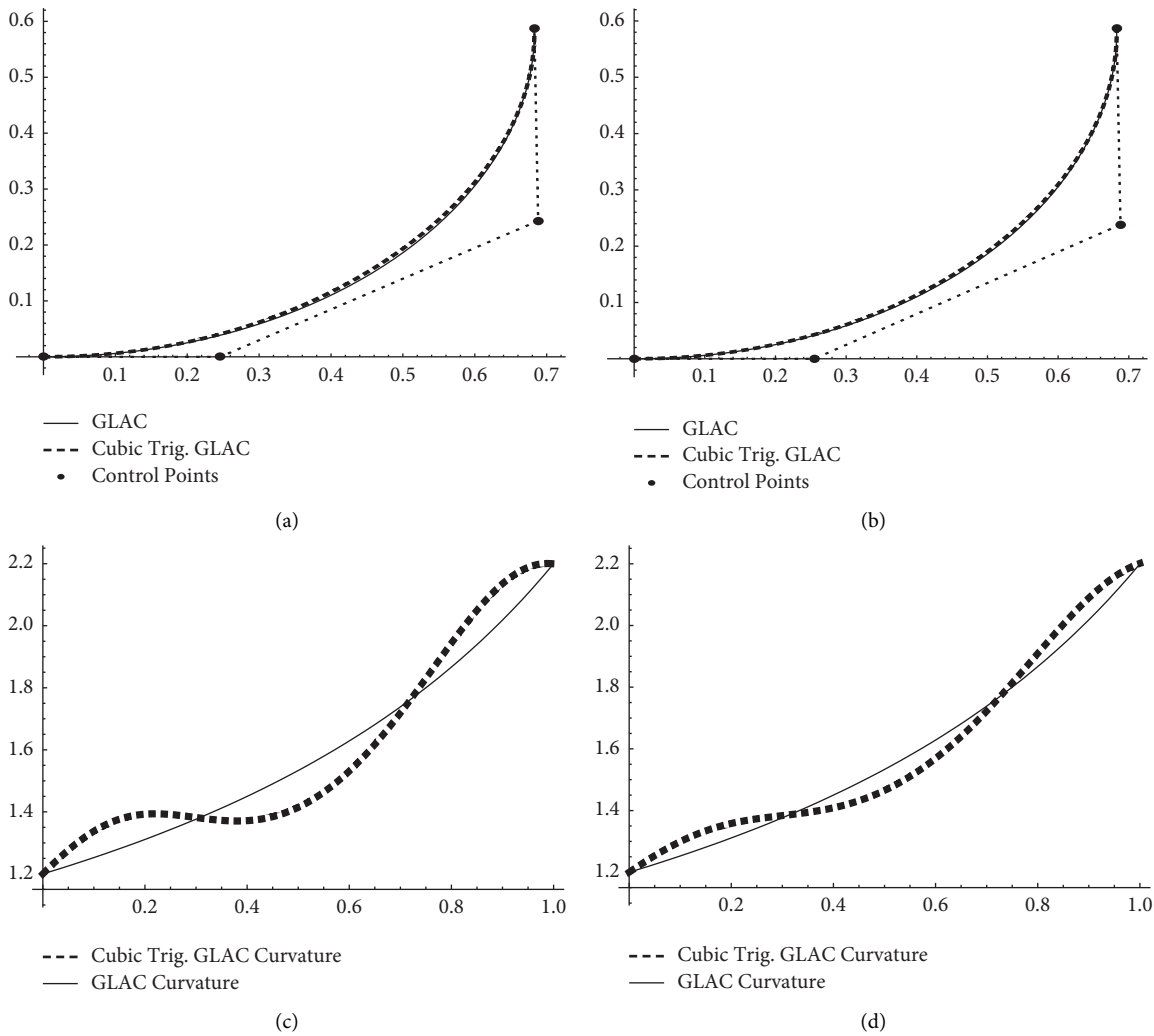 0.6
0.5
0.4
0.3
0.2
0.1
0.1 0.2 0.3 0.4 0.5 0.6 0.7
GLAC
Cubic Trig. GLAC
Control Points
(a)
0.6
0.5
0.4
0.3
0.2
0.1
0.1 0.2 0.3 0.4 0.5 0.6 0.7
GLAC
Cubic Trig. GLAC
Control Points
(b)
2.2
2.0
1.8
1.6
1.4
1.2
0.2 0.4 0.6 0.8 1.0
Cubic Trig. GLAC Curvature
GLAC Curvature
(c)
2.2
2.0
1.8
1.6
1.4
1.2
0.2 0.4 0.6 0.8 1.0
Cubic Trig. GLAC Curvature
GLAC Curvature
(d)